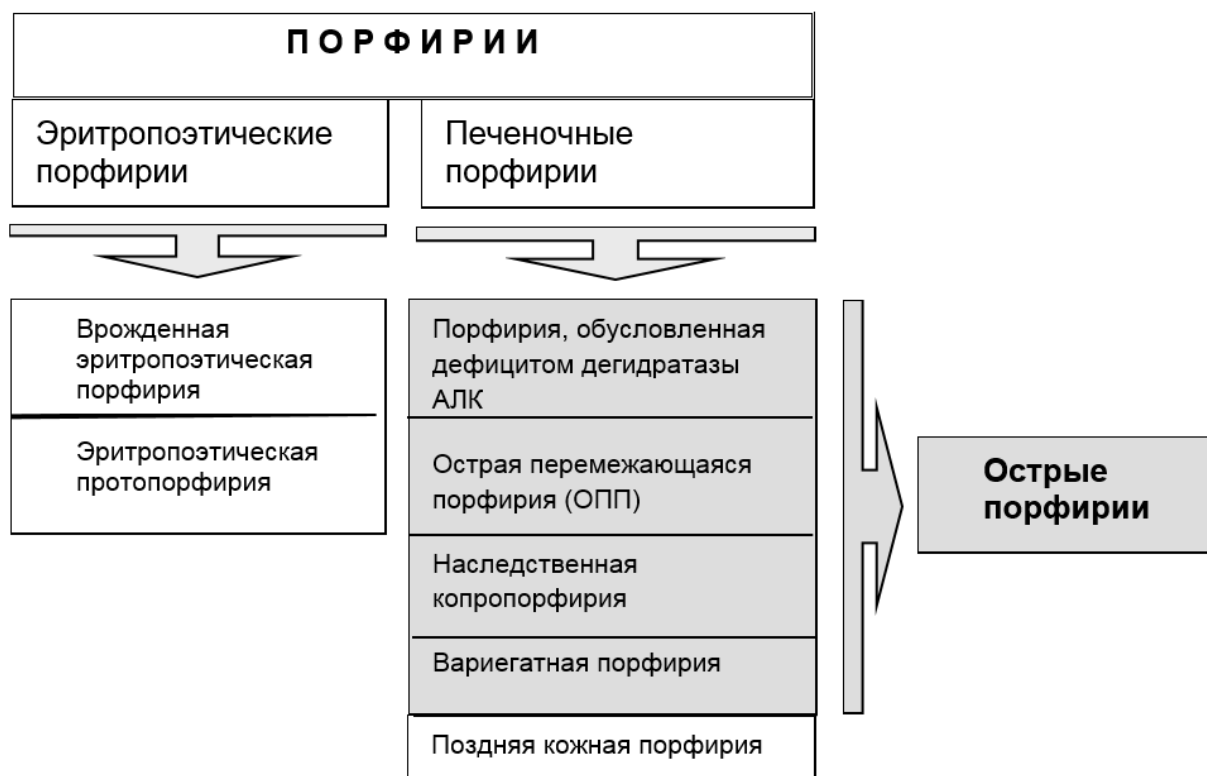 ПОРФИРИИ
Эритропоэтические
порфирии
Печеночные
порфирии
Врожденная
эритропоэтическая
порфирия
Эритропоэтическая
протопорфирия
Порфирия, обусловленная
дефицитом дегидратазы
АЛК
Острая перемежающаяся
порфирия (ОПП)
Наследственная
копропорфирия
Вариегатная порфирия
Поздняя кожная порфирия
Острые
порфирии